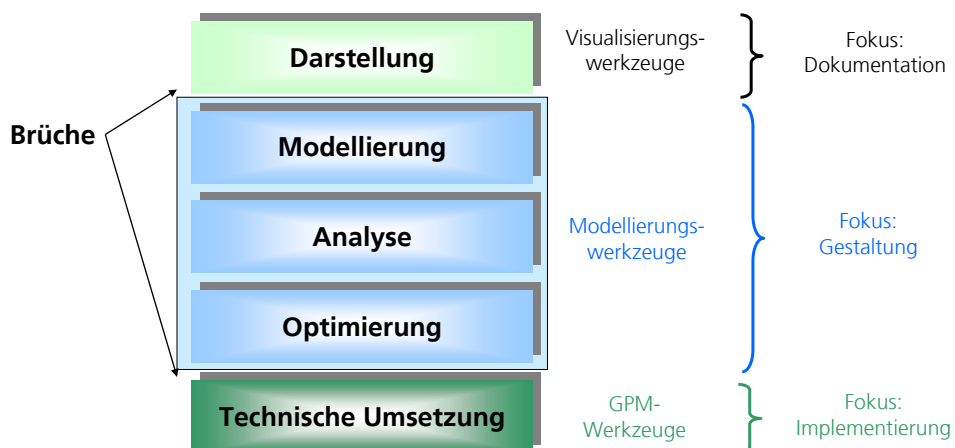 Darstellung
Visualisierungs-
werkzeuge
Fokus:
Dokumentation
Brüche
Modellierung
Analyse
Optimierung
Modellierungs-
werkzeuge
Fokus:
Gestaltung
Technische Umsetzung
GPM-
Werkzeuge
Fokus:
Implementierung